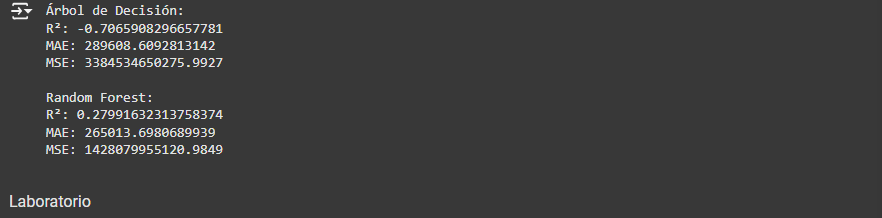 Árbol de Decisión:
R²: -0.7065908296657781
MAE: 289608.6092813142
MSE: 3384534650275.9927
Random Forest:
R²: 0.27991632313758374
MAE: 265013.6980689939
MSE: 1428079955120.9849
Laboratorio